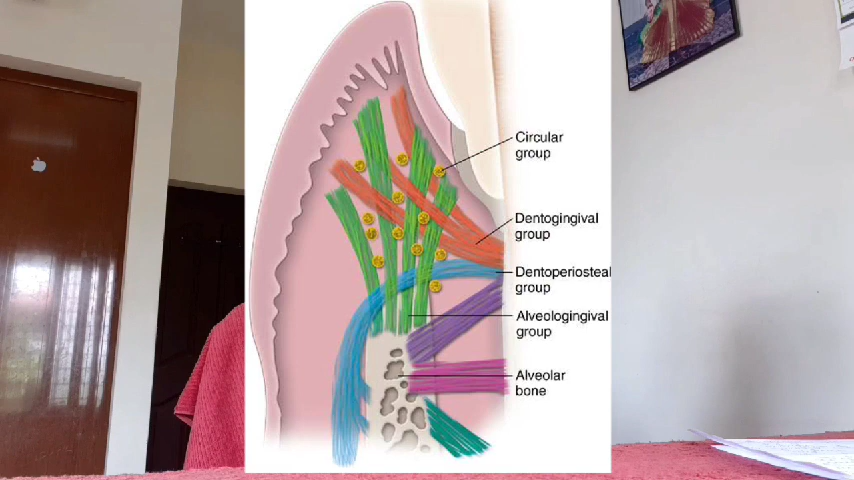 Circular
group
Dentogingival
group
Dentoperiosteal
group
Alveologingival
group
Alveolar
bone